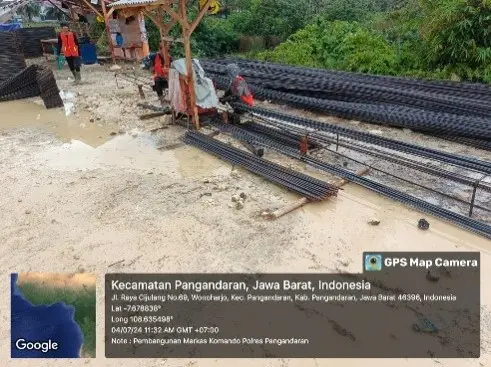 GPS Map Camera
Kecamatan Pangandaran, Jawa Barat, Indonesia
Jl. Raya Cijulang No.69, Wonoharjo, Kec. Pangandaran, Kab. Pangandaran, Jawa Barat 46396, Indonesia
Lat -7.678838°
Long 108.635498°
04/07/24 11:32 AM GMT +07:00
Note : Pembangunan Markas Komando Polres Pangandaran
Google